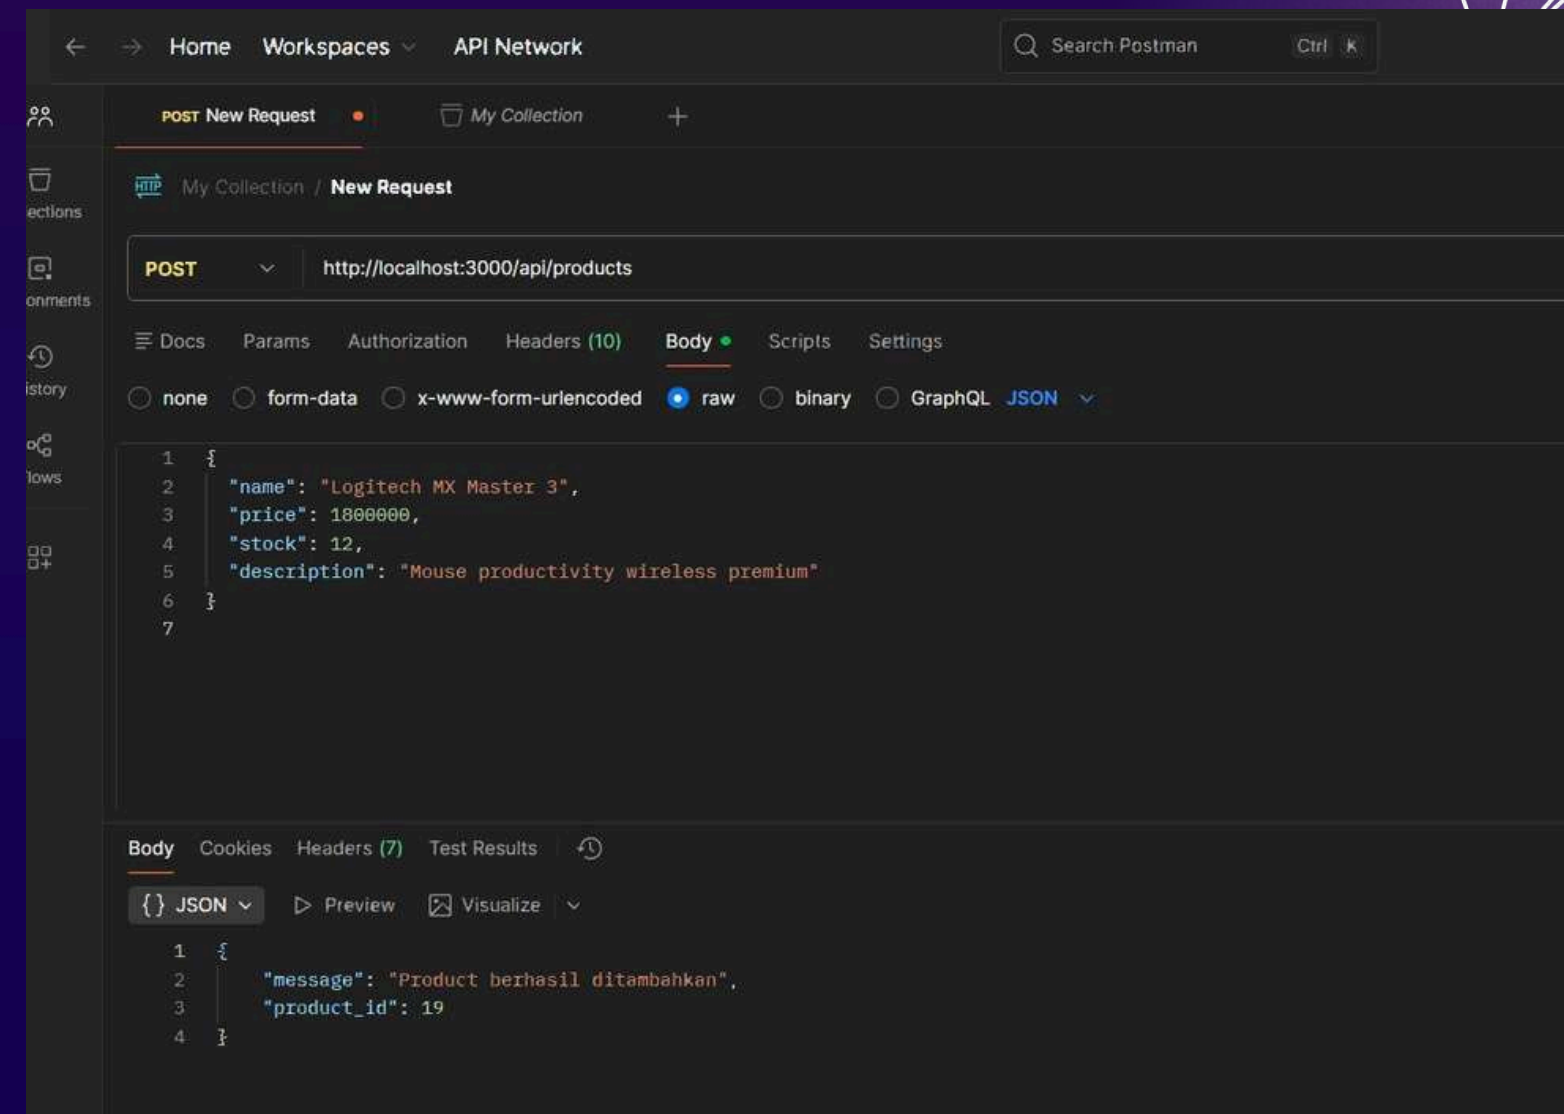 Home Workspaces API Network Search Postman Ctrl K
POST New Request My Collection
HTTP My Collection / New Request
ections
onments
istory
lows
POST http://localhost:3000/api/products
Docs Params Authorization Headers (10) Body Scripts Settings
none form-data x-www-form-urlencoded raw binary GraphQL JSON
1 {
2 "name": "Logitech MX Master 3",
3 "price": 1800000,
4 "stock": 12,
5 "description": "Mouse productivity wireless premium"
6 }
7
Body Cookies Headers (7) Test Results
{} JSON Preview Visualize
1 {
2 "message": "Product berhasil ditambahkan",
3 "product_id": 19
4 }